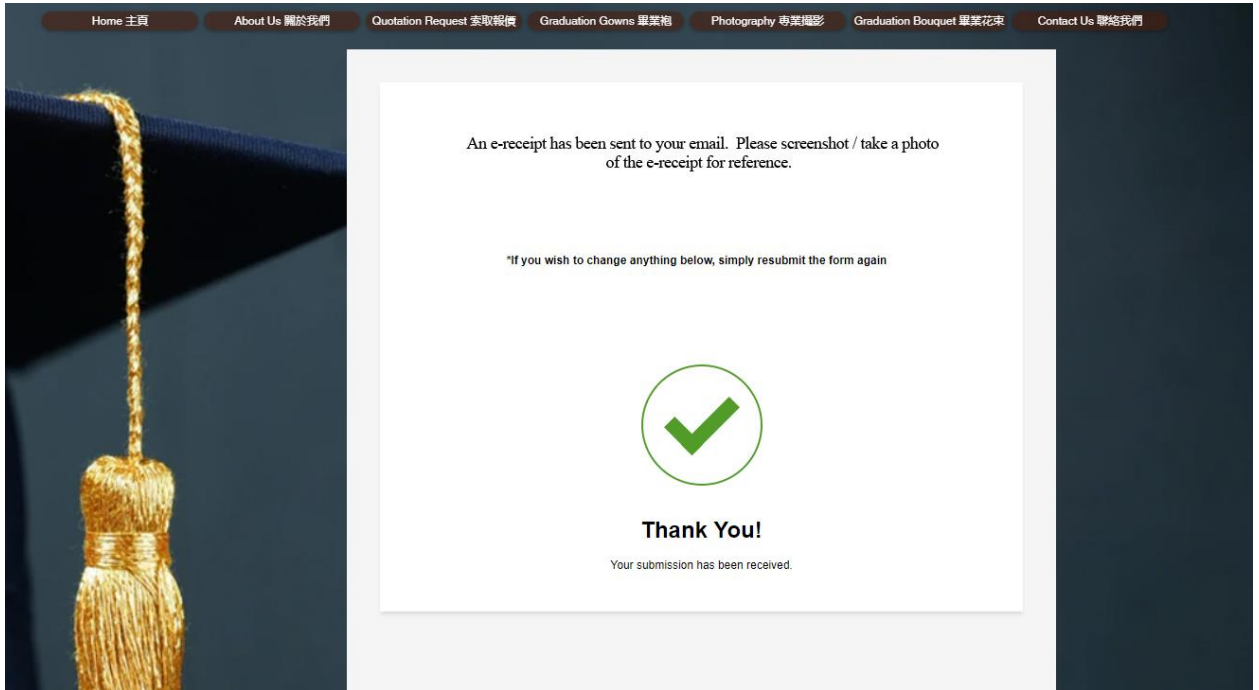 Home 主頁
About Us 關於我們
Quotation Request 索取報價
Graduation Gowns 畢業袍
Photography 專業攝影
Graduation Bouquet 畢業花束
Contact Us 聯絡我們
An e-receipt has been sent to your email.  Please screenshot / take a photo
of the e-receipt for reference.
*If you wish to change anything below, simply resubmit the form again
Thank You!
Your submission has been received.